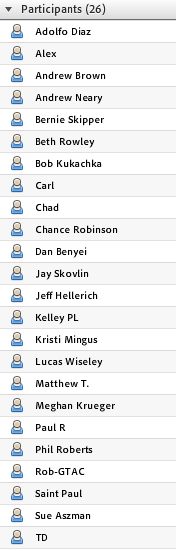 Participants (26)
Adolfo Diaz
Alex
Andrew Brown
Andrew Neary
Bernie Skipper
Beth Rowley
Bob Kukachka
Carl
Chad
Chance Robinson
Dan Benyei
Jay Skovlin
Jeff Hellerich
Kelley PL
Kristi Mingus
Lucas Wiseley
Matthew T.
Meghan Krueger
Paul R
Phil Roberts
Rob-GTAC
Saint Paul
Sue Aszman
TD